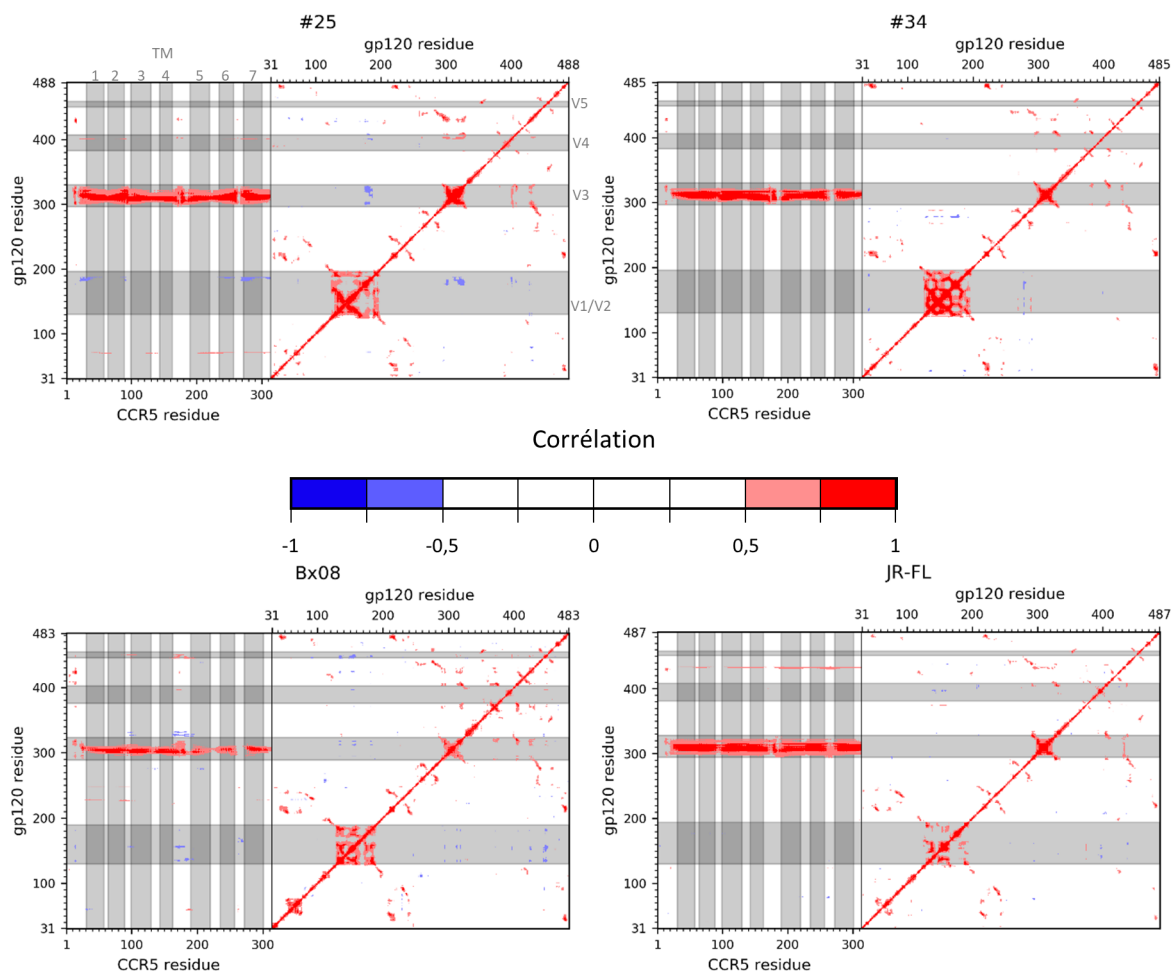 #25
gp120 residue
TM
31 100 200 300 400 488
1 2 3 4 5 6 7
488
400
300
200
100
31
gp120 residue
V5
V4
V3
V1/V2
1 100 200 300
CCR5 residue
#34
gp120 residue
31 100 200 300 400 485
485
400
300
200
100
31
gp120 residue
1 100 200 300
CCR5 residue
Corrélation
-1 -0,5 0 0,5 1
Bx08
gp120 residue
31 100 200 300 400 483
483
400
300
200
100
31
gp120 residue
1 100 200 300
CCR5 residue
JR-FL
gp120 residue
31 100 200 300 400 487
487
400
300
200
100
31
gp120 residue
1 100 200 300
CCR5 residue